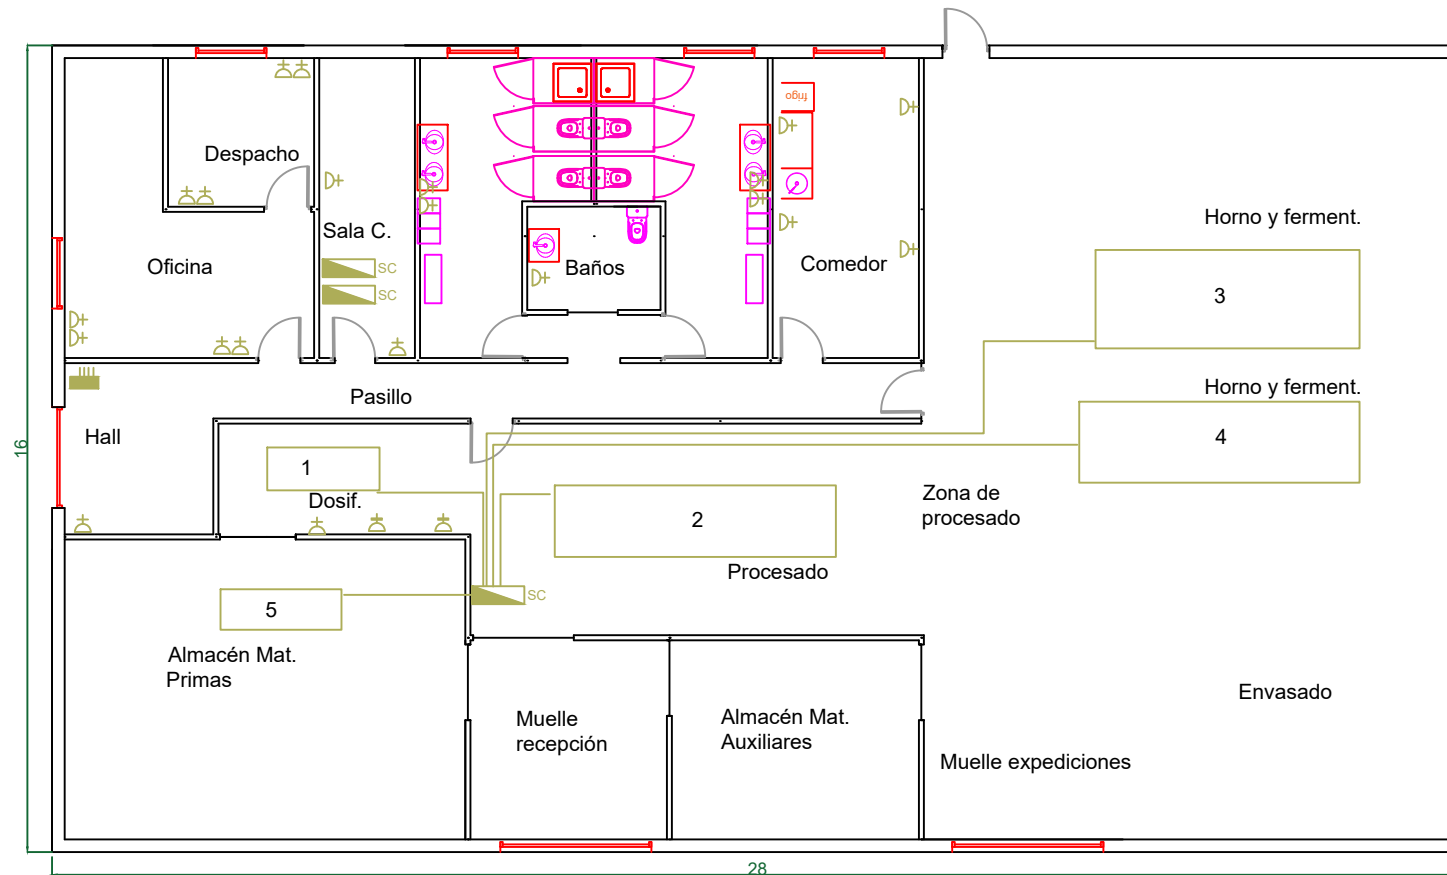 frigo
Despacho
Sala C.
Oficina
SC
SC
Baños
Comedor
Horno y ferment.
3
Pasillo
Hall
16
1
Dosif.
Horno y ferment.
4
2
Zona de
procesado
Procesado
SC
5
Almacén Mat.
Primas
Muelle
recepción
Almacén Mat.
Auxiliares
Envasado
Muelle expediciones
28